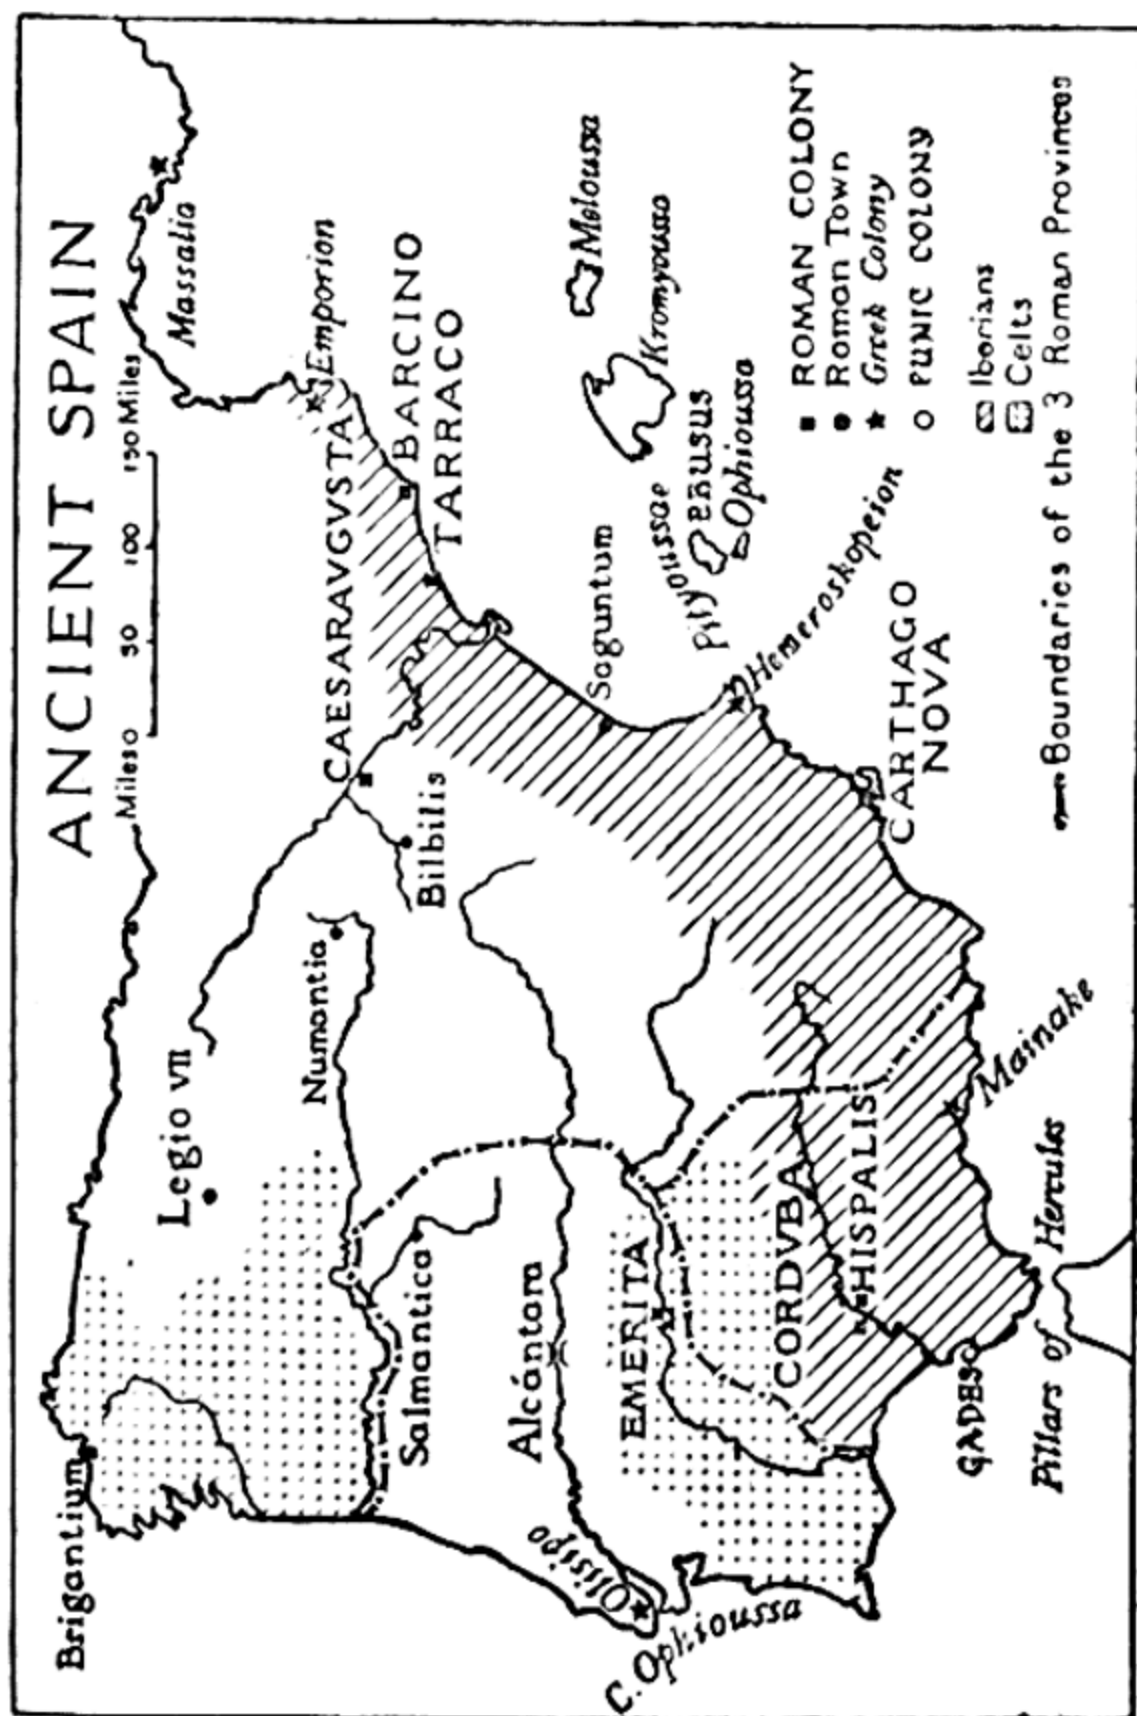 ANCIENT SPAIN
Miles 0 50 100 150 Miles
Massalia
Emporion
BARCINO
TARRACO
CAESARAVGVSTA
Bilbilis
Numantia
Legio VII
Brigantium
Salmantica
Alcántara
EMERITA
CORDVBA
HISPALIS
Olisipo
C. Ophioussa
GADES
Pillars of Hercules
Mainake
CARTHAGO
NOVA
Hemeroskopeion
Saguntum
Pityoussae
EBUSUS
Ophioussa
Kromyoussa
Meloussa
ROMAN COLONY
Roman Town
Greek Colony
PUNIC COLONY
Iberians
Celts
Boundaries of the 3 Roman Provinces